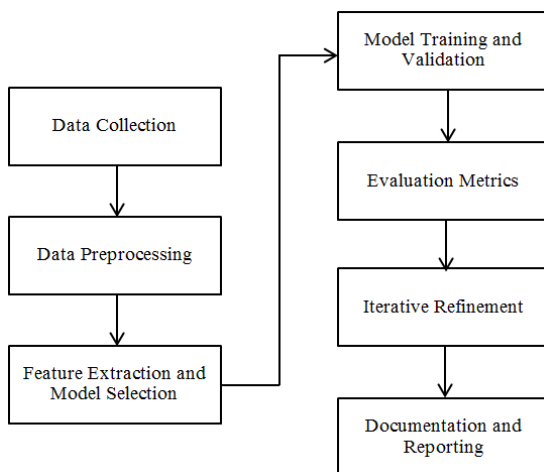 Data Collection
Data Preprocessing
Feature Extraction and
Model Selection
Model Training and
Validation
Evaluation Metrics
Iterative Refinement
Documentation and
Reporting